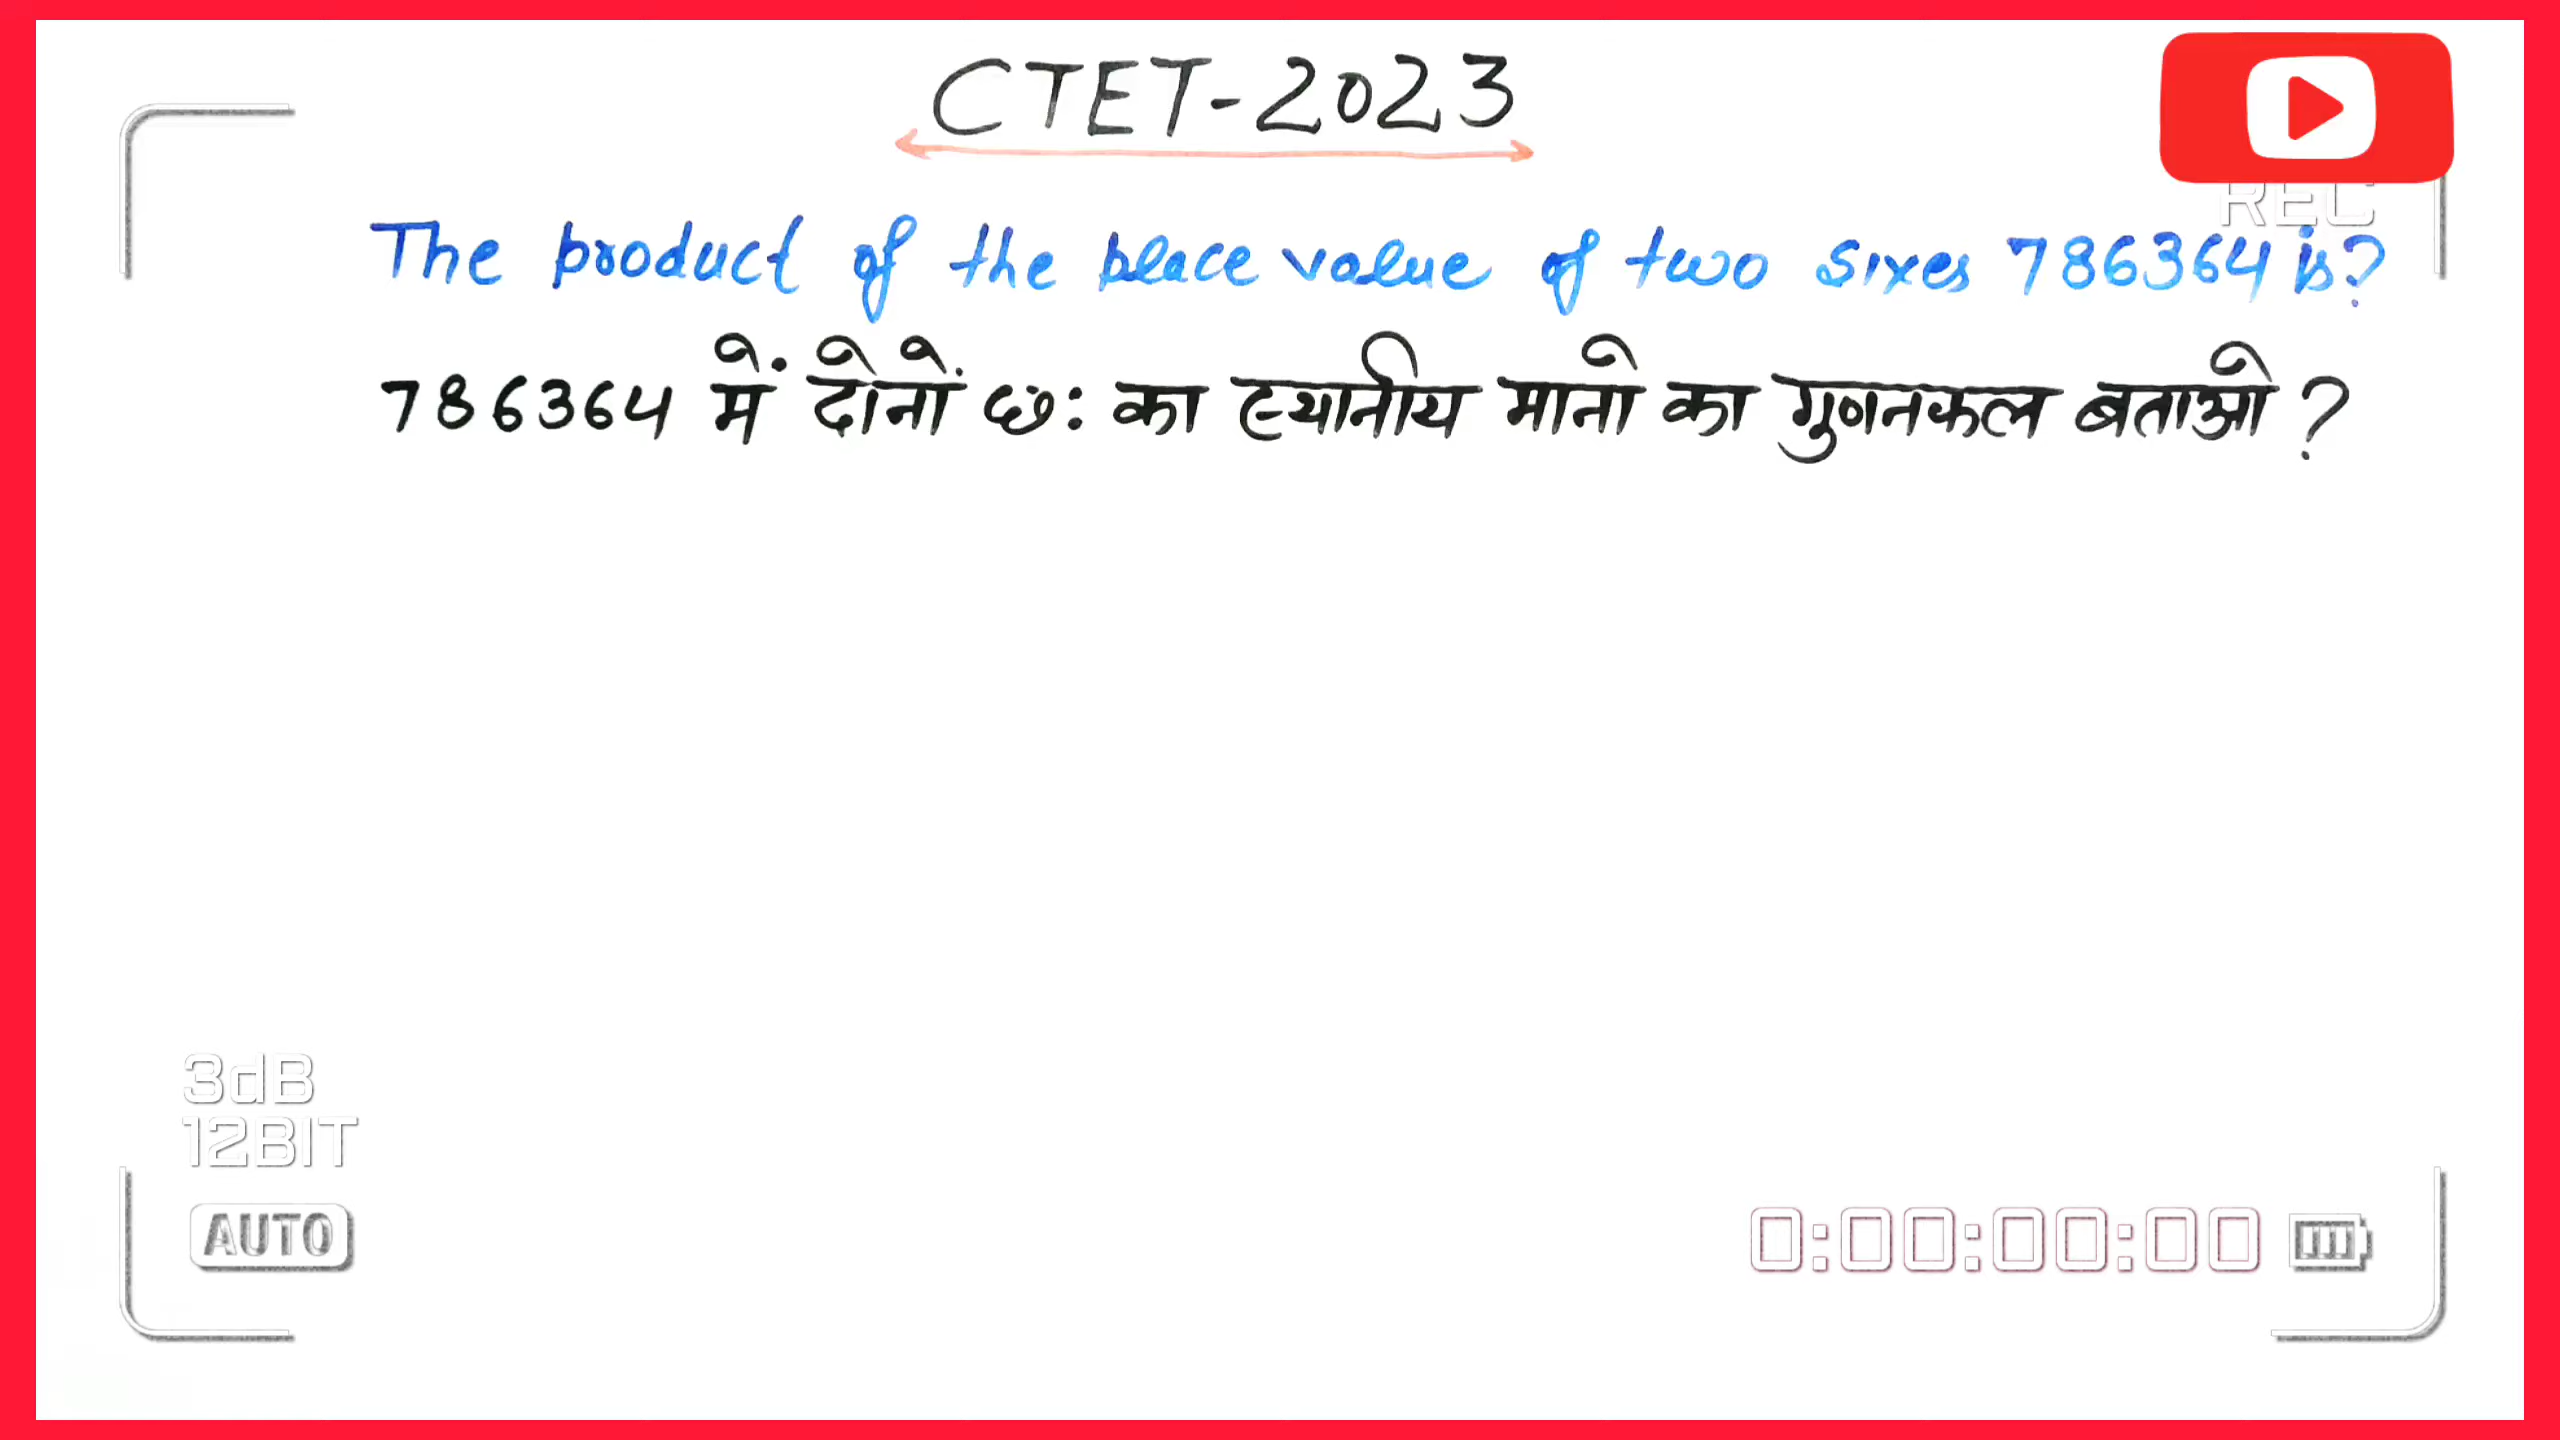 CTET-2023
REC
The product of the place value of two sixes 786364 is?
786364 में दोनों छ: का स्थानीय मानो का गुणनफल बताओ ?
3dB
12BIT
AUTO
0:00:00:00